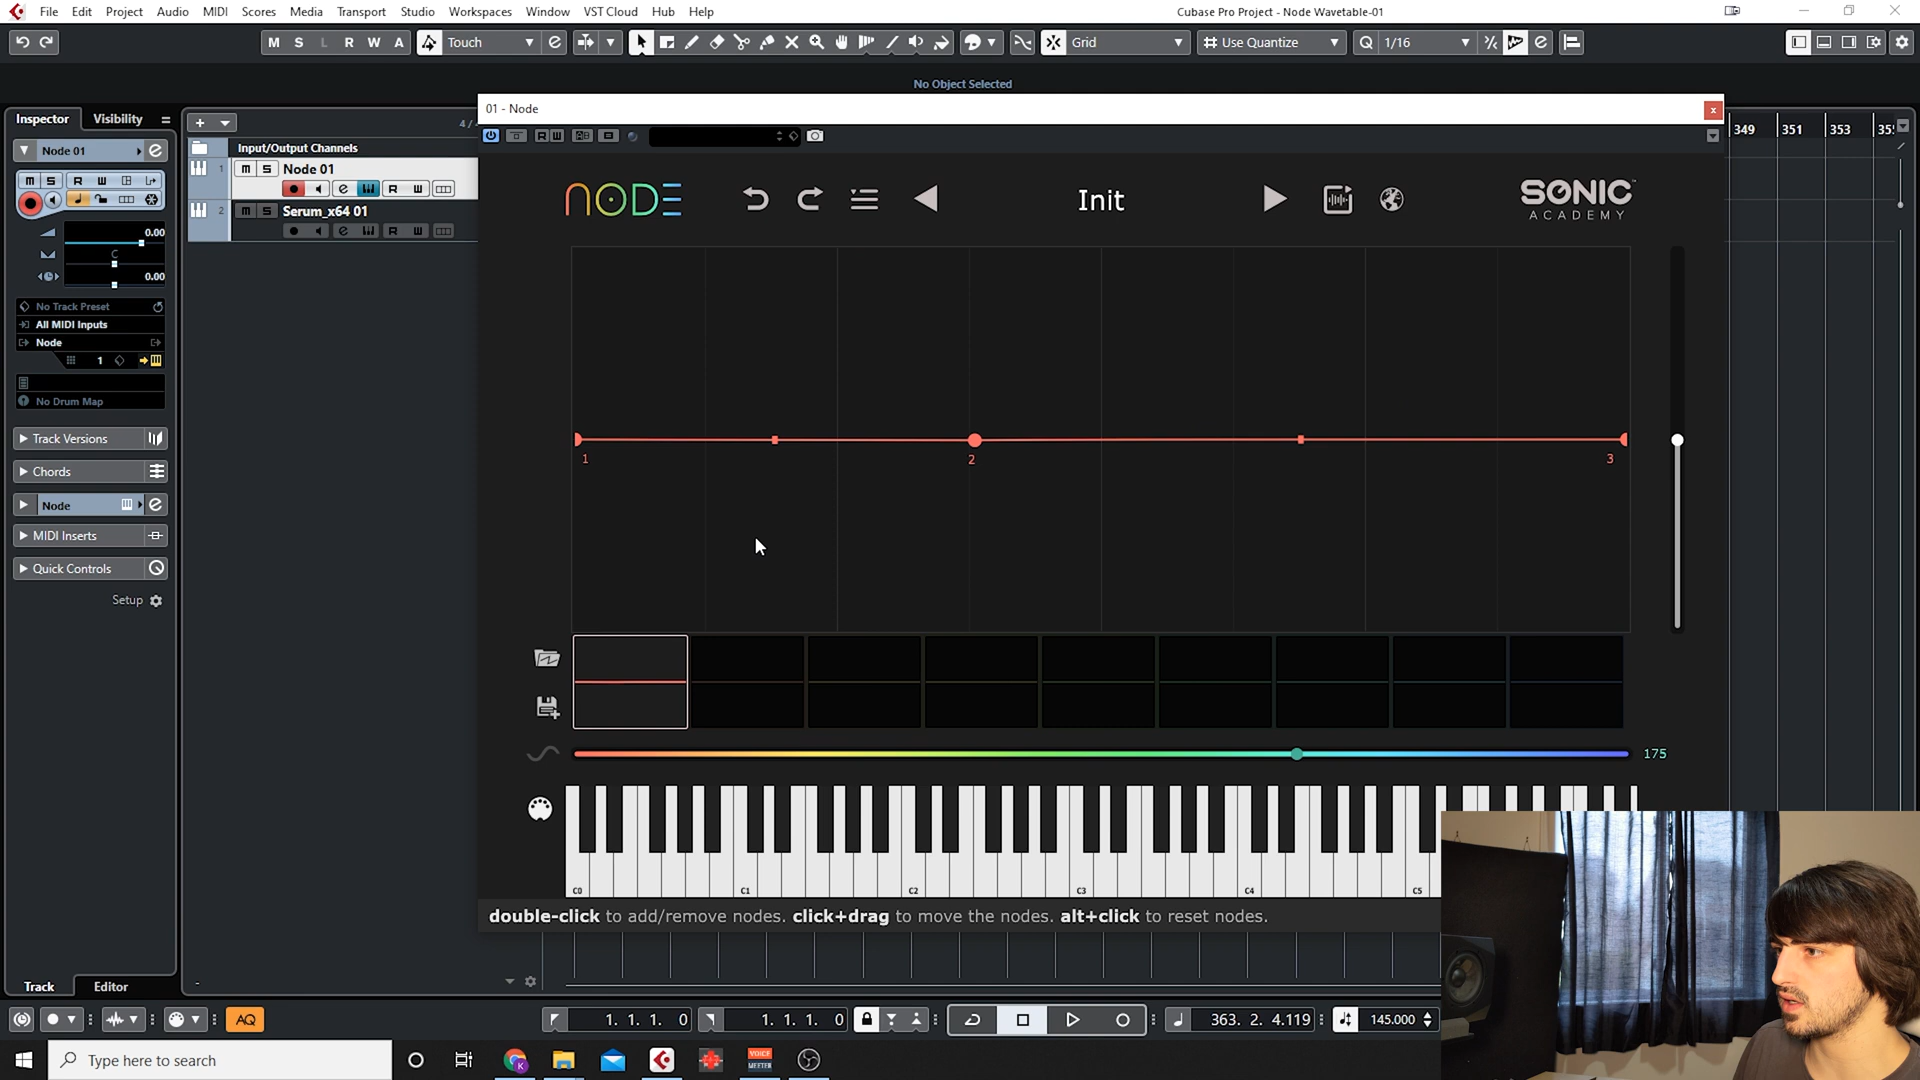 File Edit Project Audio MIDI Scores Media Transport Studio Workspaces Window VST Cloud Hub Help
Cubase Pro Project - Node Wavetable-01
M S L R W A Touch Grid Use Quantize Q 1/16
No Object Selected
Inspector Visibility
Node 01
M S R W
0.00
C
0.00
No Track Preset
All MIDI Inputs
Node
1
No Drum Map
Track Versions
Chords
Node
MIDI Inserts
Quick Controls
Setup
Track Editor
Input/Output Channels
1 m S Node 01
R W
2 m S Serum_x64 01
R W
01 - Node
R W
NODE
Init
SONIC
ACADEMY
349 351 353
1 2 3
175
C0 C1 C2 C3 C4 C5
double-click to add/remove nodes. click+drag to move the nodes. alt+click to reset nodes.
AQ
1. 1. 1. 0
1. 1. 1. 0
363. 2. 4.119
145.000
Type here to search
VOICE
MEETER